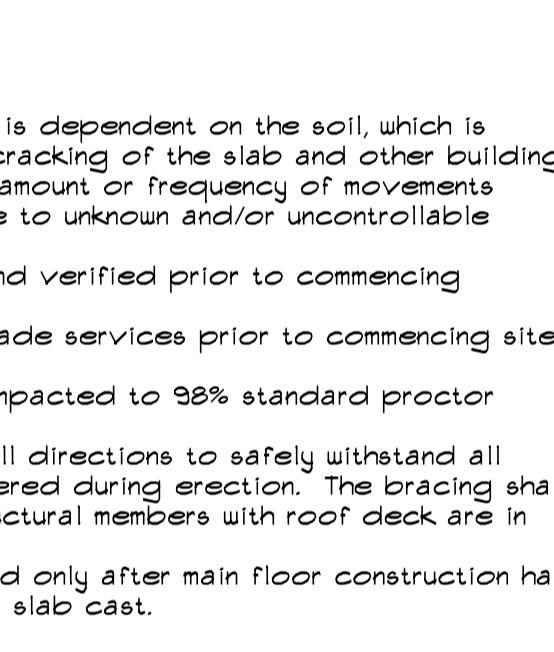 is dependent on the soil, which is
cracking of the slab and other building
amount or frequency of movements
to unknown and/or uncontrollable
verified prior to commencing
services prior to commencing site
to 98% standard proctor
directions to safely withstand all
during erection. The bracing
members with roof deck are in
only after main floor construction
slab cast.